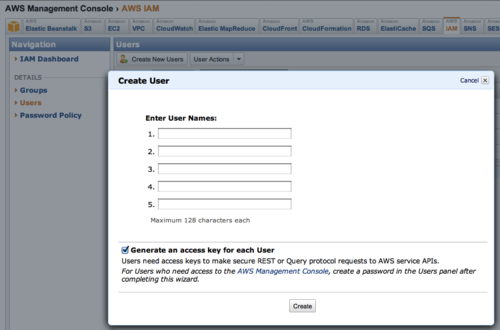 AWS Management Console › AWS IAM
AWS Elastic Beanstalk
Amazon S3
Amazon EC2
Amazon VPC
Amazon CloudWatch
Amazon Elastic MapReduce
Amazon CloudFront
AWS CloudFormation
Amazon RDS
Amazon ElastiCache
Amazon SQS
AWS IAM
Amazon SNS
Amazon SES
Navigation
Users
IAM Dashboard
Create New Users
User Actions
DETAILS
Groups
Users
Password Policy
Create User
Cancel
Enter User Names:
1.
2.
3.
4.
5.
Maximum 128 characters each
Generate an access key for each User
Users need access keys to make secure REST or Query protocol requests to AWS service APIs.
For Users who need access to the AWS Management Console, create a password in the Users panel after
completing this wizard.
Create